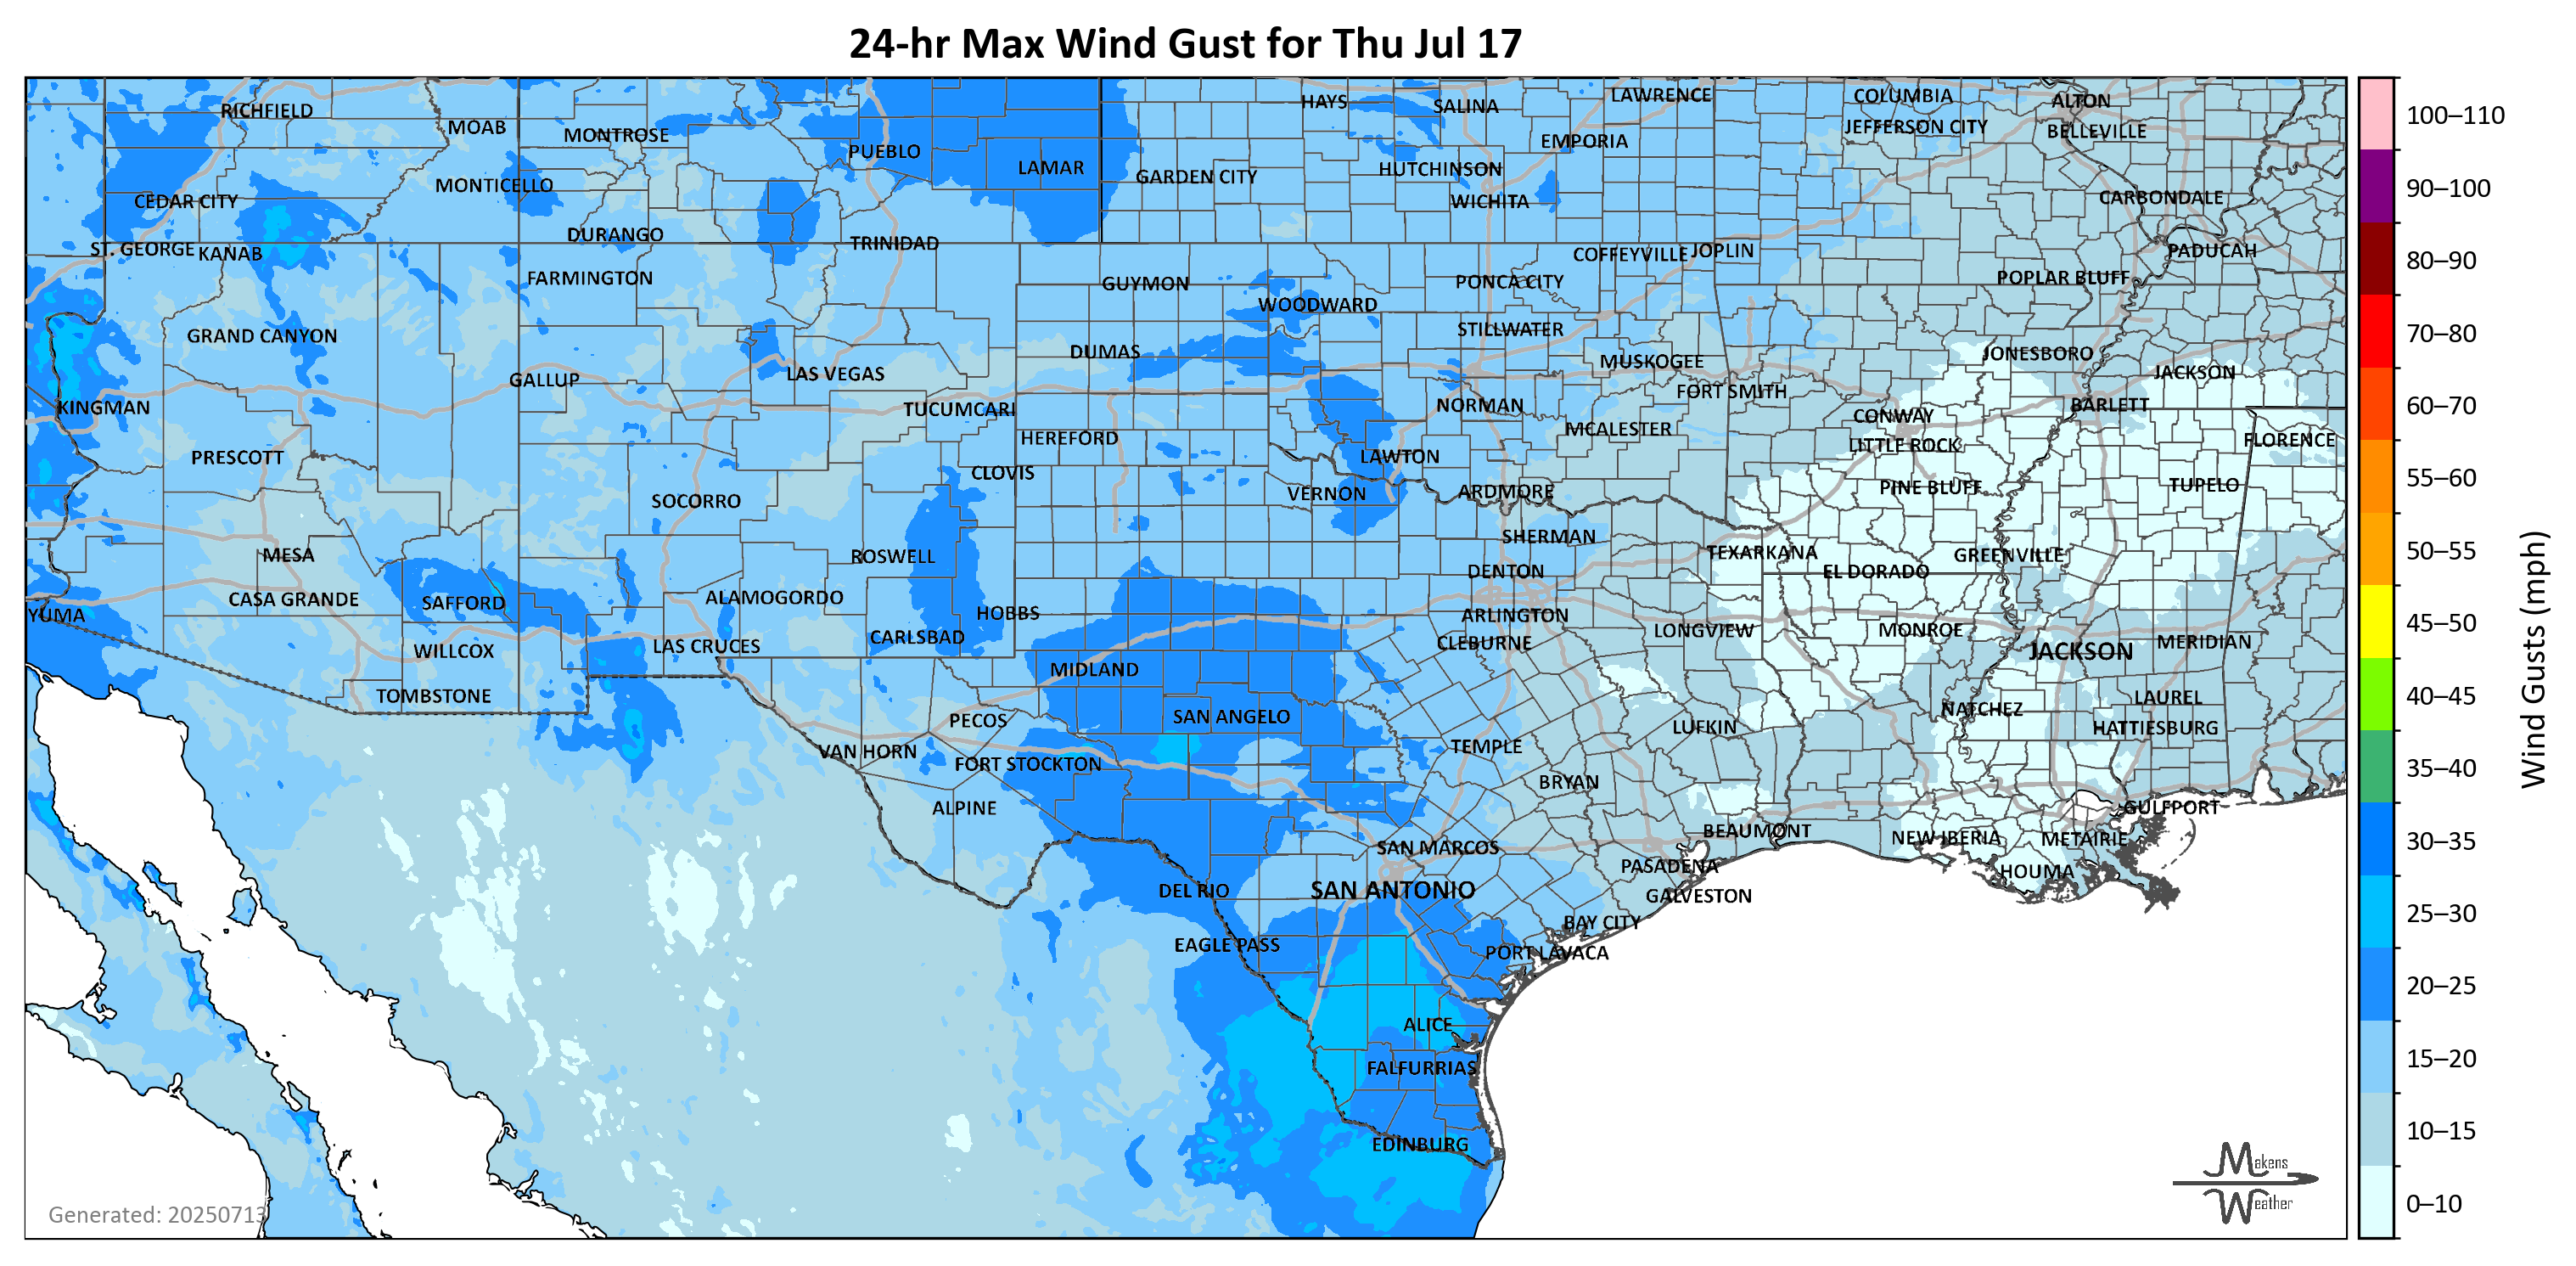 24-hr Max Wind Gust for Thu Jul 17
RICHFIELD
MOAB
MONTROSE
PUEBLO
LAMAR
HAYS
SALINA
LAWRENCE
COLUMBIA
ALTON
JEFFERSON CITY
BELLEVILLE
EMPORIA
HUTCHINSON
GARDEN CITY
WICHITA
MONTICELLO
CEDAR CITY
CARBONDALE
DURANGO
TRINIDAD
ST. GEORGE
KANAB
COFFEYVILLE
JOPLIN
PADUCAH
FARMINGTON
GUYMON
PONCA CITY
POPLAR BLUFF
WOODWARD
STILLWATER
GRAND CANYON
DUMAS
MUSKOGEE
JONESBORO
GALLUP
LAS VEGAS
FORT SMITH
JACKSON
KINGMAN
TUCUMCARI
NORMAN
CONWAY
BARLETT
HEREFORD
MCALESTER
LITTLE ROCK
FLORENCE
PRESCOTT
CLOVIS
LAWTON
SOCORRO
VERNON
ARDMORE
PINE BLUFF
TUPELO
MESA
ROSWELL
SHERMAN
TEXARKANA
GREENVILLE
DENTON
EL DORADO
CASA GRANDE
SAFFORD
ALAMOGORDO
HOBBS
ARLINGTON
YUMA
WILLCOX
LAS CRUCES
CARLSBAD
CLEBURNE
LONGVIEW
MONROE
JACKSON
MERIDIAN
MIDLAND
TOMBSTONE
PECOS
SAN ANGELO
LUFKIN
NATCHEZ
LAUREL
HATTIESBURG
VAN HORN
FORT STOCKTON
TEMPLE
BRYAN
ALPINE
GULFPORT
BEAUMONT
NEW IBERIA
METAIRIE
SAN MARCOS
PASADENA
HOUMA
DEL RIO
SAN ANTONIO
GALVESTON
BAY CITY
EAGLE PASS
PORT LAVACA
ALICE
FALFURRIAS
EDINBURG
Generated: 20250713
Makens
Weather
100–110
90–100
80–90
70–80
60–70
55–60
50–55
45–50
40–45
35–40
30–35
25–30
20–25
15–20
10–15
0–10
Wind Gusts (mph)